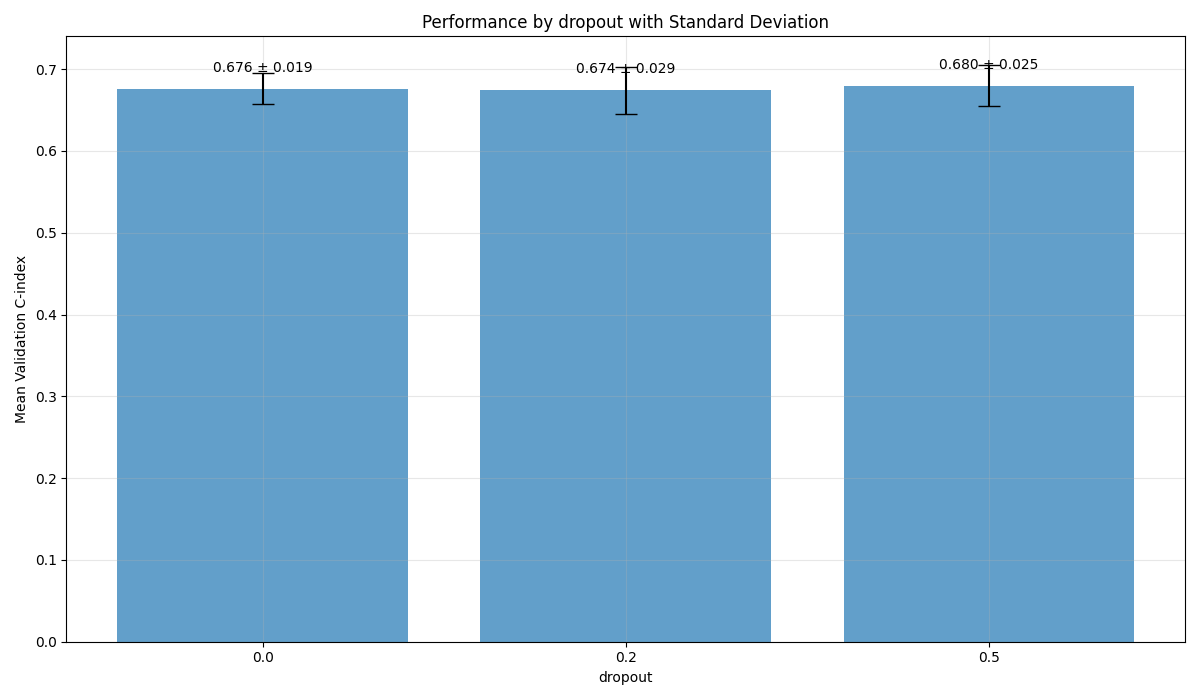 Performance by dropout with Standard Deviation
0.676 ± 0.019
0.674 ± 0.029
0.680 ± 0.025
Mean Validation C-index
0.7
0.6
0.5
0.4
0.3
0.2
0.1
0.0
0.0
0.2
0.5
dropout